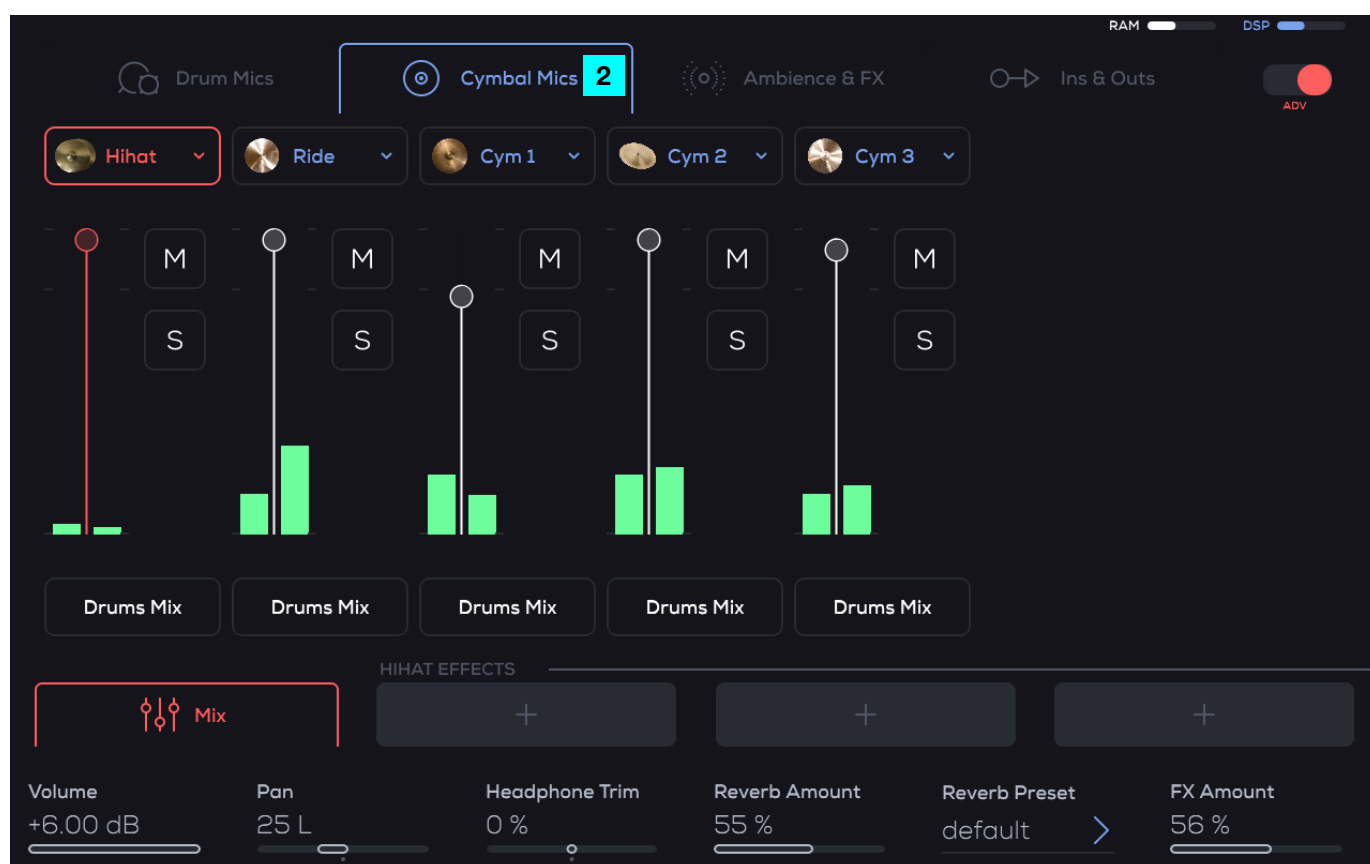 RAM DSP
Drum Mics Cymbal Mics 2 Ambience & FX Ins & Outs
ADV
Hihat Ride Cym 1 Cym 2 Cym 3
M M M M M
S S S S S
Drums Mix Drums Mix Drums Mix Drums Mix Drums Mix
HIHAT EFFECTS
Mix + + +
Volume Pan Headphone Trim Reverb Amount Reverb Preset FX Amount
+6.00 dB 25 L 0 % 55 % default 56 %